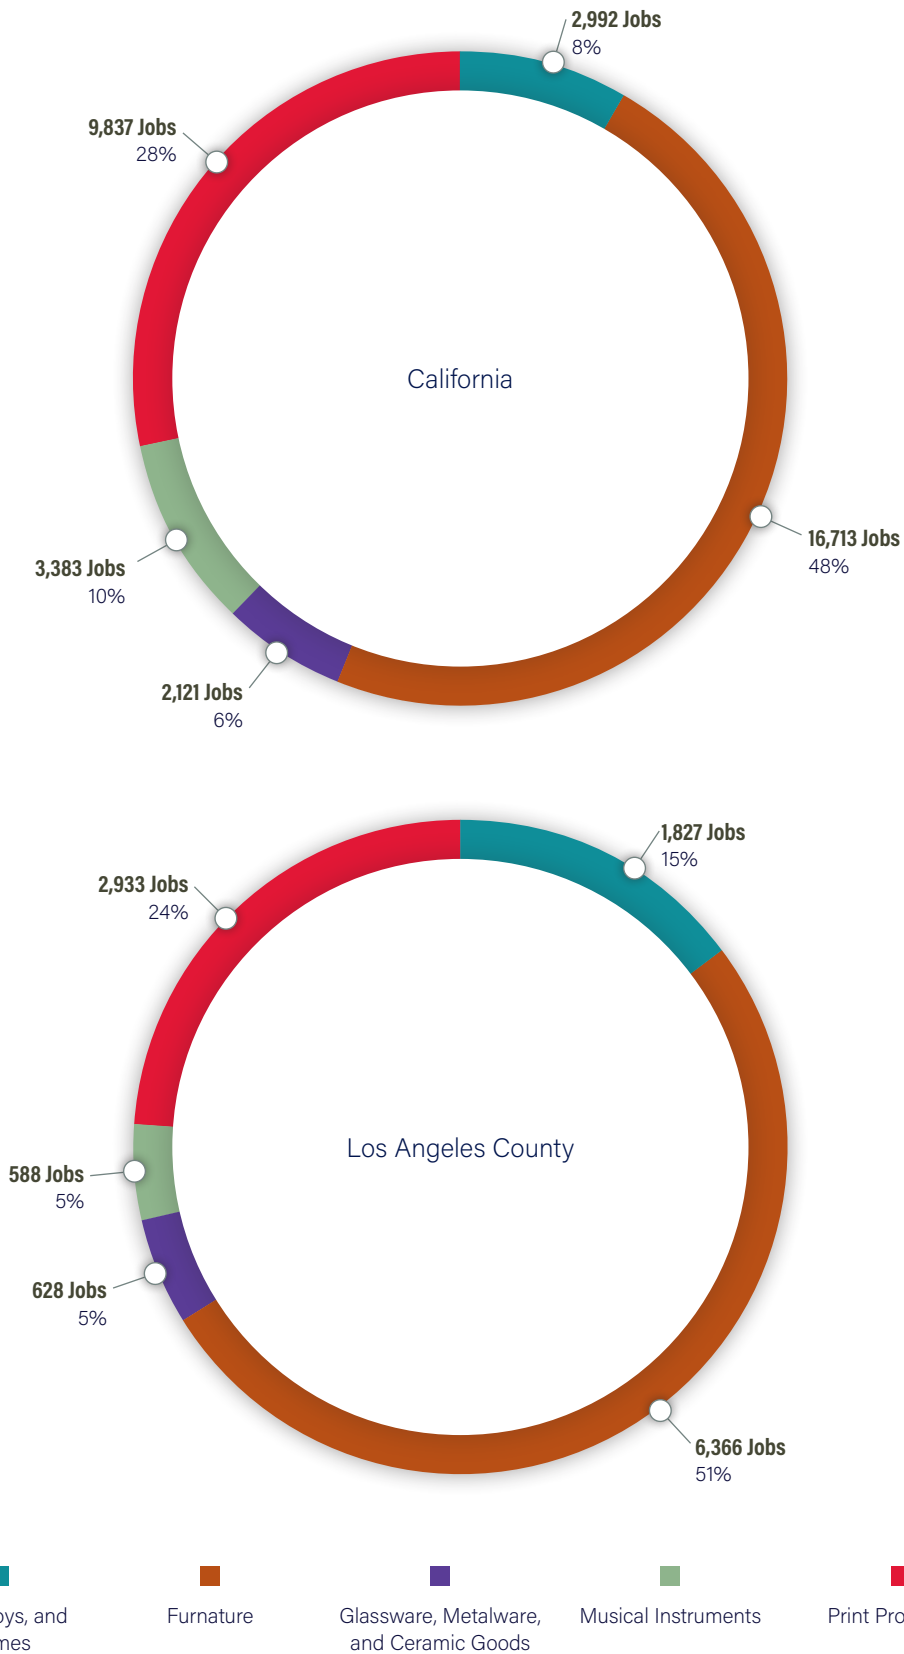 2,992 Jobs
8%
9,837 Jobs
28%
California
16,713 Jobs
48%
3,383 Jobs
10%
2,121 Jobs
6%
1,827 Jobs
15%
2,933 Jobs
24%
Los Angeles County
588 Jobs
5%
628 Jobs
5%
6,366 Jobs
51%
and
Furnature
Glassware, Metalware,
and Ceramic Goods
Musical Instruments
Print